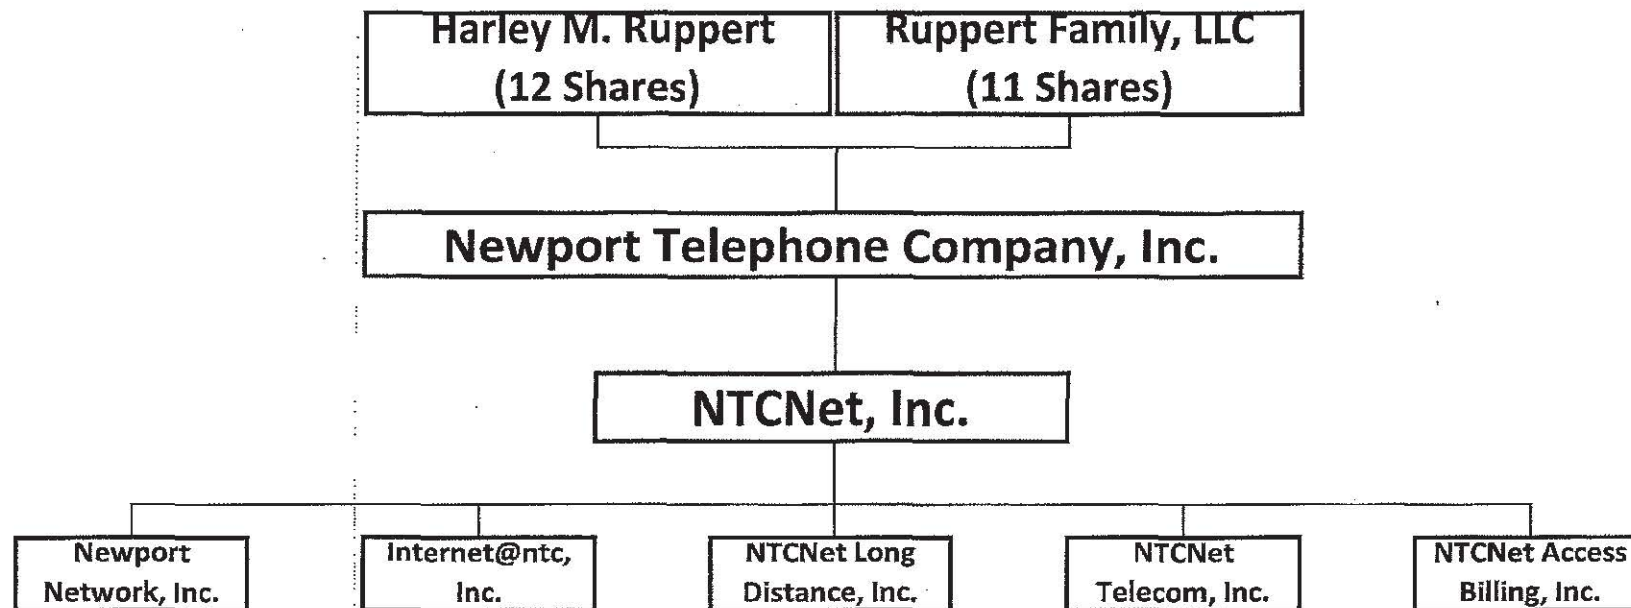 Harley M. Ruppert
(12 Shares)
Ruppert Family, LLC
(11 Shares)
Newport Telephone Company, Inc.
NTCNet, Inc.
Newport
Network, Inc.
Internet@ntc,
Inc.
NTCNet Long
Distance, Inc.
NTCNet
Telecom, Inc.
NTCNet Access
Billing, Inc.